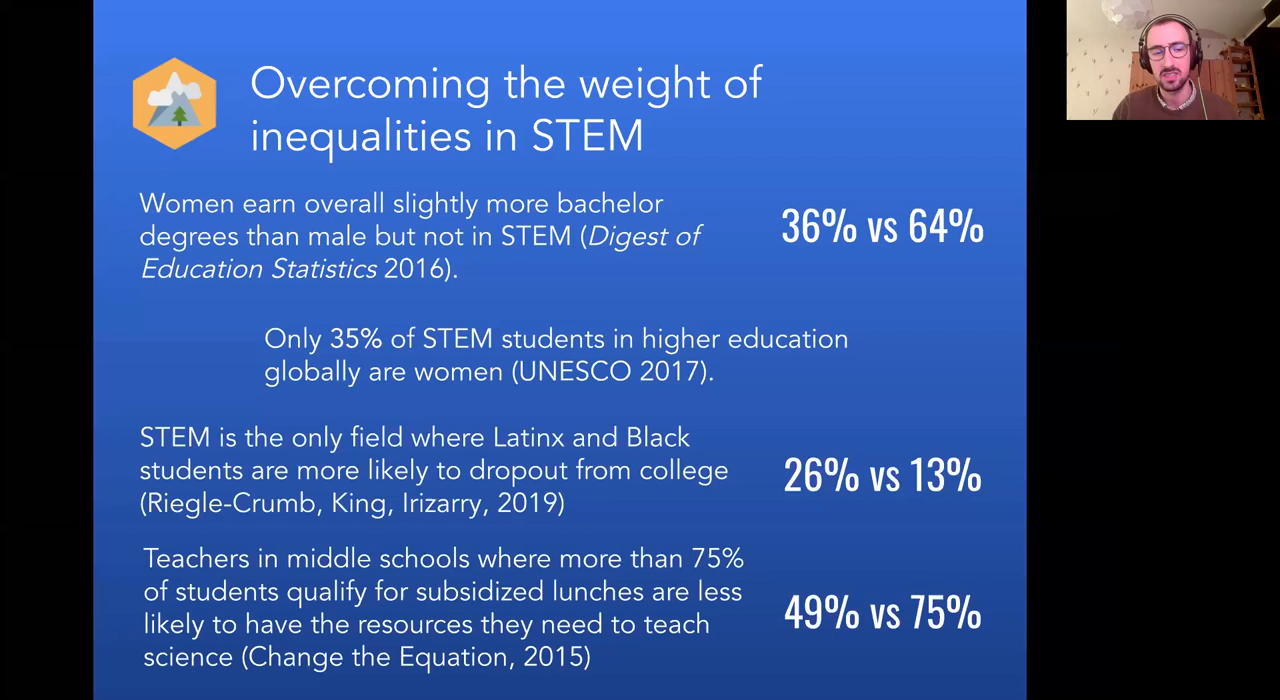 Overcoming the weight of
inequalities in STEM
Women earn overall slightly more bachelor
degrees than male but not in STEM (Digest of
Education Statistics 2016).
36% vs 64%
Only 35% of STEM students in higher education
globally are women (UNESCO 2017).
STEM is the only field where Latinx and Black
students are more likely to dropout from college
(Riegle-Crumb, King, Irizarry, 2019)
26% vs 13%
Teachers in middle schools where more than 75%
of students qualify for subsidized lunches are less
likely to have the resources they need to teach
science (Change the Equation, 2015)
49% vs 75%